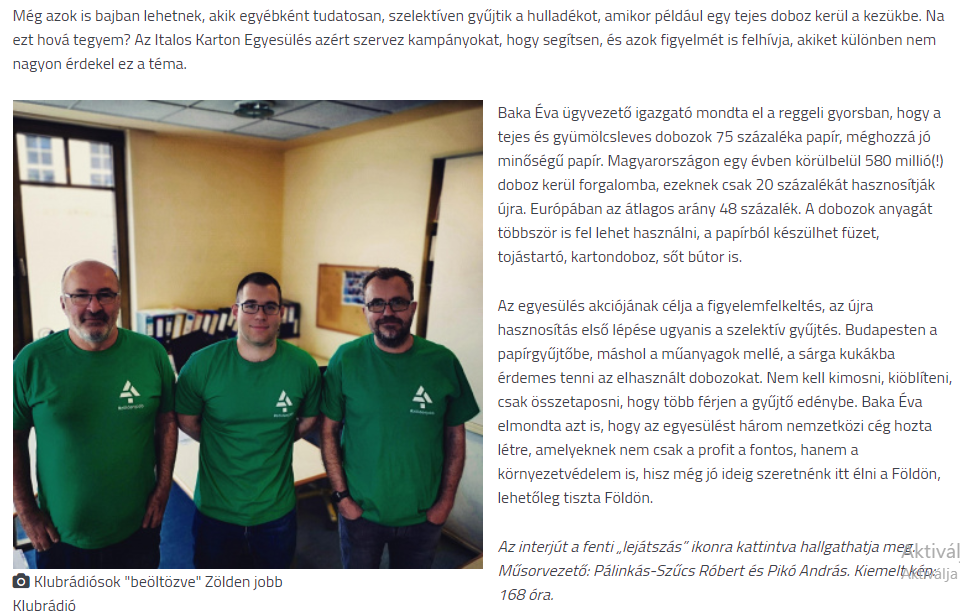 Még azok is bajban lehetnek, akik egyébként tudatosan, szelektíven gyűjtik a hulladékot, amikor például egy tejes doboz kerül a kezükbe. Na
ezt hová tegyem? Az Italos Karton Egyesülés azért szervez kampányokat, hogy segítsen, és azok figyelmét is felhívja, akiket különben nem
nagyon érdekel ez a téma.
Baka Éva ügyvezető igazgató mondta el a reggeli gyorsban, hogy a
tejes és gyümölcsleves dobozok 75 százaléka papír, méghozzá jó
minőségű papír. Magyarországon egy évben körülbelül 580 millió(!)
doboz kerül forgalomba, ezeknek csak 20 százalékát hasznosítják
újra. Európában az átlagos arány 48 százalék. A dobozok anyagát
többször is fel lehet használni, a papírból készülhet füzet,
tojástartó, kartondoboz, sőt bútor is.
Az egyesülés akciójának célja a figyelemfelkeltés, az újra
hasznosítás első lépése ugyanis a szelektív gyűjtés. Budapesten a
papírgyűjtőbe, máshol a műanyagok mellé, a sárga kukákba
érdemes tenni az elhasznált dobozokat. Nem kell kimosni, kiöblíteni,
csak összetaposni, hogy több férjen a gyűjtő edénybe. Baka Éva
elmondta azt is, hogy az egyesülést három nemzetközi cég hozta
létre, amelyeknek nem csak a profit a fontos, hanem a
környezetvédelem is, hisz még jó ideig szeretnénk itt élni a Földön,
lehetőleg tiszta Földön.
Az interjút a fenti „lejátszás” ikonra kattintva hallgathatja meg.
Műsorvezető: Pálinkás-Szűcs Róbert és Pikó András. Kiemelt kép:
168 óra.
Klubrádiósok "beöltözve" Zölden jobb
Klubrádió
Aktivál
Aktiválja